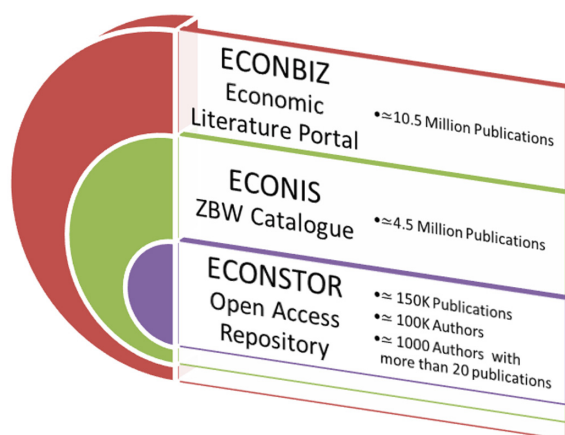 ECONBIZ
Economic
Literature Portal
•≃10.5 Million Publications
ECONIS
ZBW Catalogue
•≃4.5 Million Publications
ECONSTOR
Open Access
Repository
•≃ 150K Publications
•≃ 100K Authors
•≃ 1000 Authors with
more than 20 publications